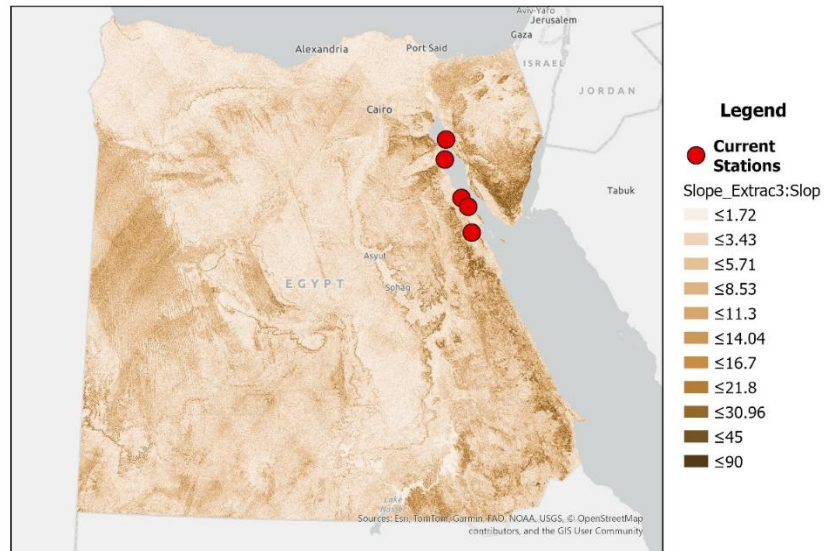 Aviv-Yafo
Jerusalem
Gaza
Alexandria
Port Said
ISRAEL
JORDAN
Cairo
Tabuk
Asyut
EGYPT
Sohag
Lake
Nasser
Sources: Esri, TomTom, Garmin, FAO, NOAA, USGS, © OpenStreetMap
contributors, and the GIS User Community
Legend
Current
Stations
Slope_Extrac3:Slop
≤1.72
≤3.43
≤5.71
≤8.53
≤11.3
≤14.04
≤16.7
≤21.8
≤30.96
≤45
≤90